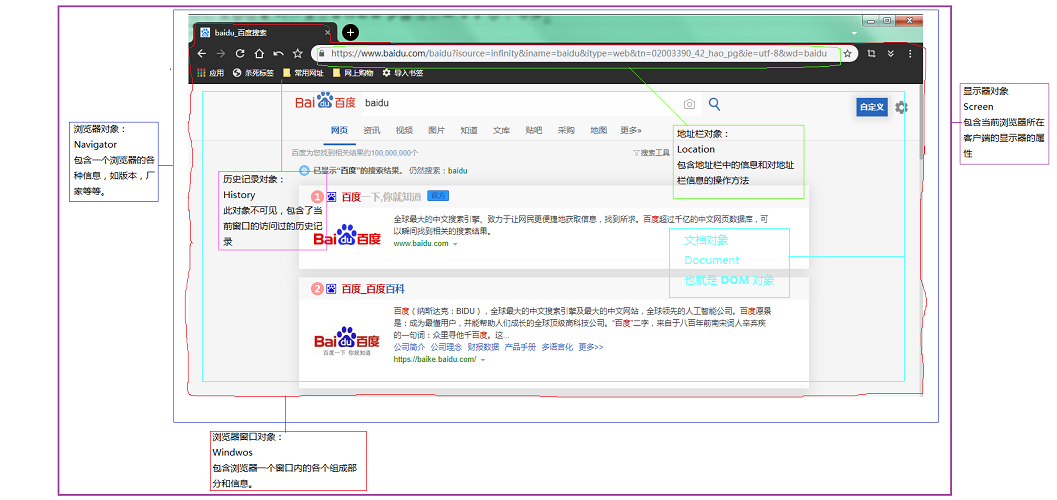 baidu_百度搜索
https://www.baidu.com/baidu?isource=infinity&iname=baidu&itype=web&tn=02003390_42_hao_pg&ie=utf-8&wd=baidu
应用 杀死标签 常用网址 网上购物 导入书签
Bai du 百度 baidu 自定义
网页 资讯 视频 图片 知道 文库 贴吧 采购 地图 更多»
百度为您找到相关结果约100,000,000个 搜索工具
已显示“百度”的搜索结果。 仍然搜索：baidu
1 百度一下,你就知道 官方
全球最大的中文搜索引擎、致力于让网民更便捷地获取信息，找到所求。百度超过千亿的中文网页数据库，可
以瞬间找到相关的搜索结果。
www.baidu.com
Bai du 百度
2 百度_百度百科
百度（纳斯达克：BIDU），全球最大的中文搜索引擎及最大的中文网站，全球领先的人工智能公司。百度愿景
是：成为最懂用户，并能帮助人们成长的全球顶级高科技公司。“百度”二字，来自于八百年前南宋词人辛弃疾
的一句词：众里寻他千百度。这...
公司简介 公司理念 财报数据 产品手册 多语言化 更多>>
https://baike.baidu.com/
Bai du 百度
百度一下 你就知道
浏览器对象：
Navigator
包含一个浏览器的各
种信息，如版本，厂
家等等。
历史记录对象：
History
此对象不可见，包含了当
前窗口的访问过的历史记
录
地址栏对象：
Location
包含地址栏中的信息和对地址
栏信息的操作方法
文档对象
Document
也就是 DOM 对象
显示器对象
Screen
包含当前浏览器所在
客户端的显示器的属
性
浏览器窗口对象：
Windwos
包含浏览器一个窗口内的各个组成部
分和信息。